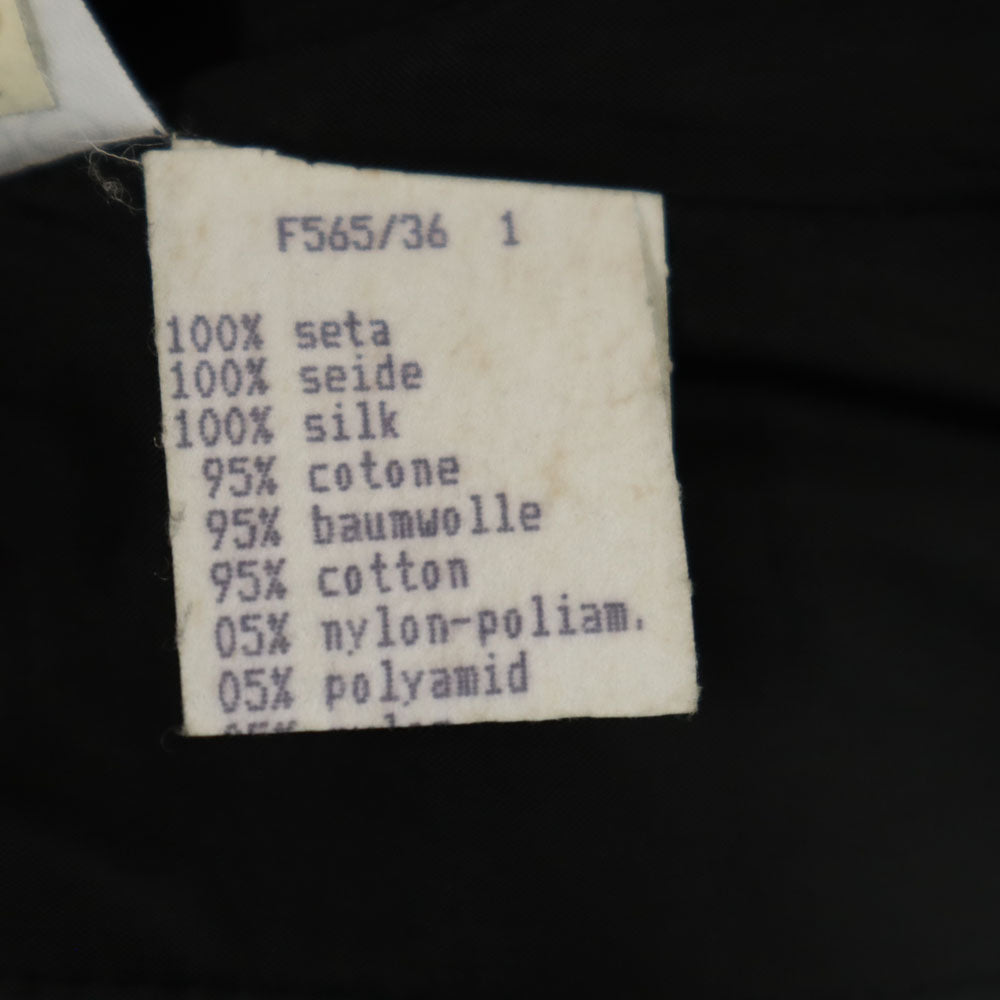 F565/36 1
100% seta
100% seide
100% silk
95% cotone
95% baumwolle
95% cotton
05% nylon-poliam.
05% polyamid